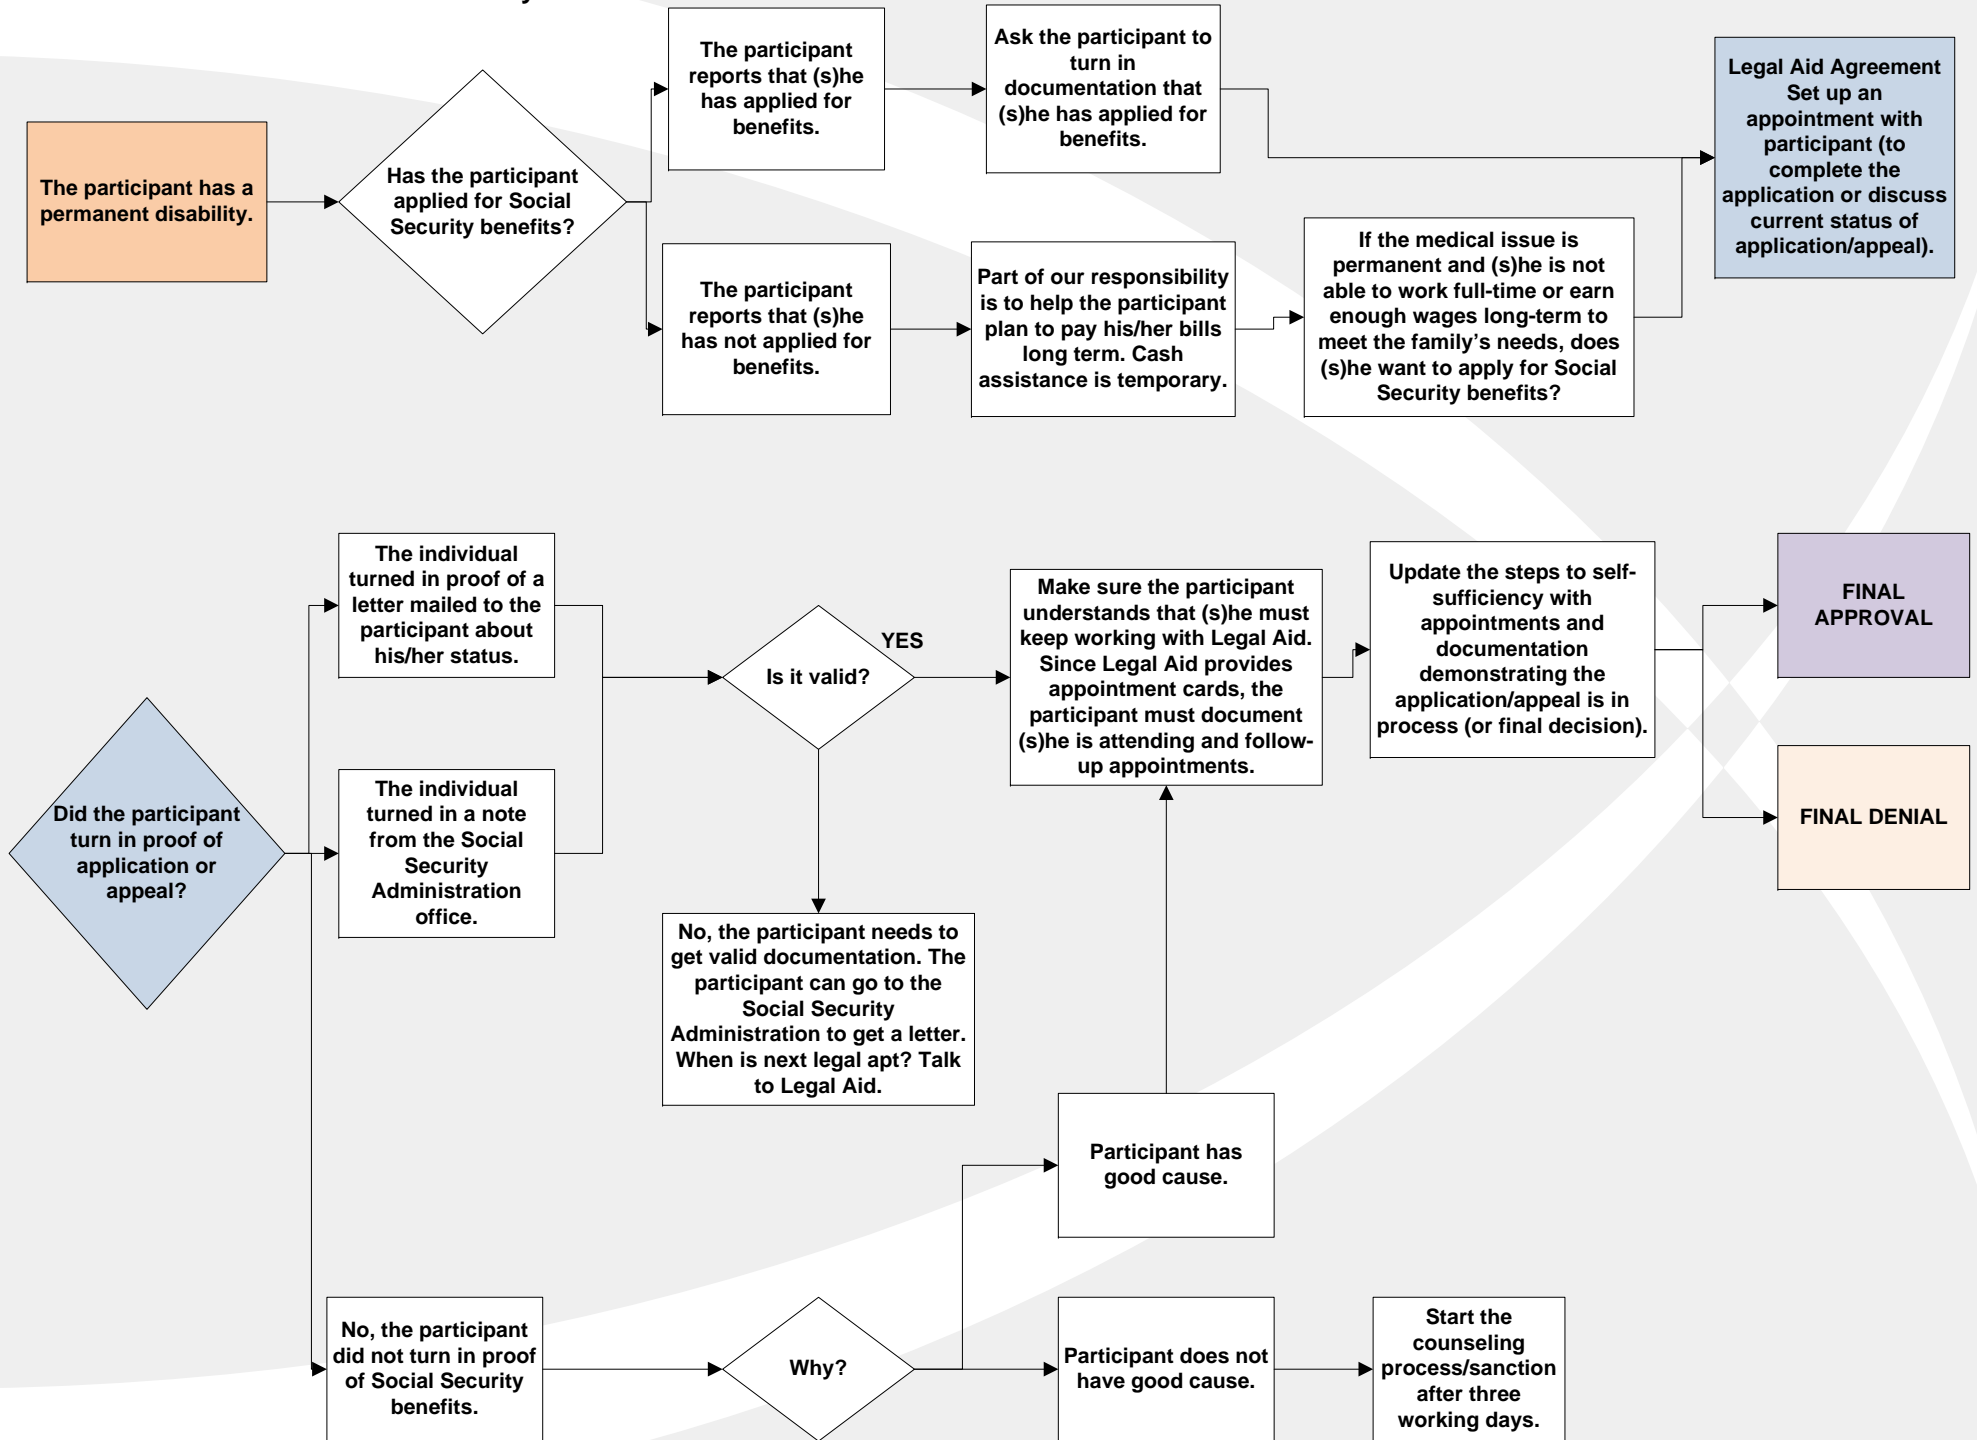 The participant has a
permanent disability.
Has the participant
applied for Social
Security benefits?
The participant
reports that (s)he
has applied for
benefits.
Ask the participant to
turn in
documentation that
(s)he has applied for
benefits.
Legal Aid Agreement
Set up an
appointment with
participant (to
complete the
application or discuss
current status of
application/appeal).
The participant
reports that (s)he
has not applied for
benefits.
Part of our responsibility
is to help the participant
plan to pay his/her bills
long term. Cash
assistance is temporary.
If the medical issue is
permanent and (s)he is not
able to work full-time or earn
enough wages long-term to
meet the family's needs, does
(s)he want to apply for Social
Security benefits?
Did the participant
turn in proof of
application or
appeal?
The individual
turned in proof of a
letter mailed to the
participant about
his/her status.
The individual
turned in a note
from the Social
Security
Administration
office.
Is it valid?
YES
Make sure the participant
understands that (s)he must
keep working with Legal Aid.
Since Legal Aid provides
appointment cards, the
participant must document
(s)he is attending and follow-
up appointments.
Update the steps to self-
sufficiency with
appointments and
documentation
demonstrating the
application/appeal is in
process (or final decision).
FINAL
APPROVAL
FINAL DENIAL
No, the participant needs to
get valid documentation. The
participant can go to the
Social Security
Administration to get a letter.
When is next legal apt? Talk
to Legal Aid.
Participant has
good cause.
No, the participant
did not turn in proof
of Social Security
benefits.
Why?
Participant does not
have good cause.
Start the
counseling
process/sanction
after three
working days.